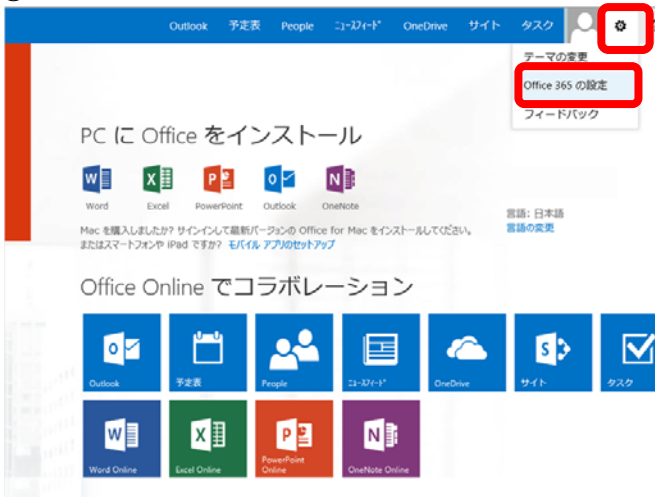 Outlook 予定表 People ﾆｭｰｽﾌｨｰﾄﾞ OneDrive サイト タスク
テーマの変更
Office 365 の設定
フィードバック
PC に Office をインストール
Word Excel PowerPoint Outlook OneNote
言語: 日本語
言語の変更
Mac を購入しましたか? サインインして最新バージョンの Office for Mac をインストールしてください。
またはスマートフォンや iPad ですか? モバイル アプリのセットアップ
Office Online でコラボレーション
Outlook 予定表 People ﾆｭｰｽﾌｨｰﾄﾞ OneDrive サイト タスク
Word Online Excel Online PowerPoint Online OneNote Online